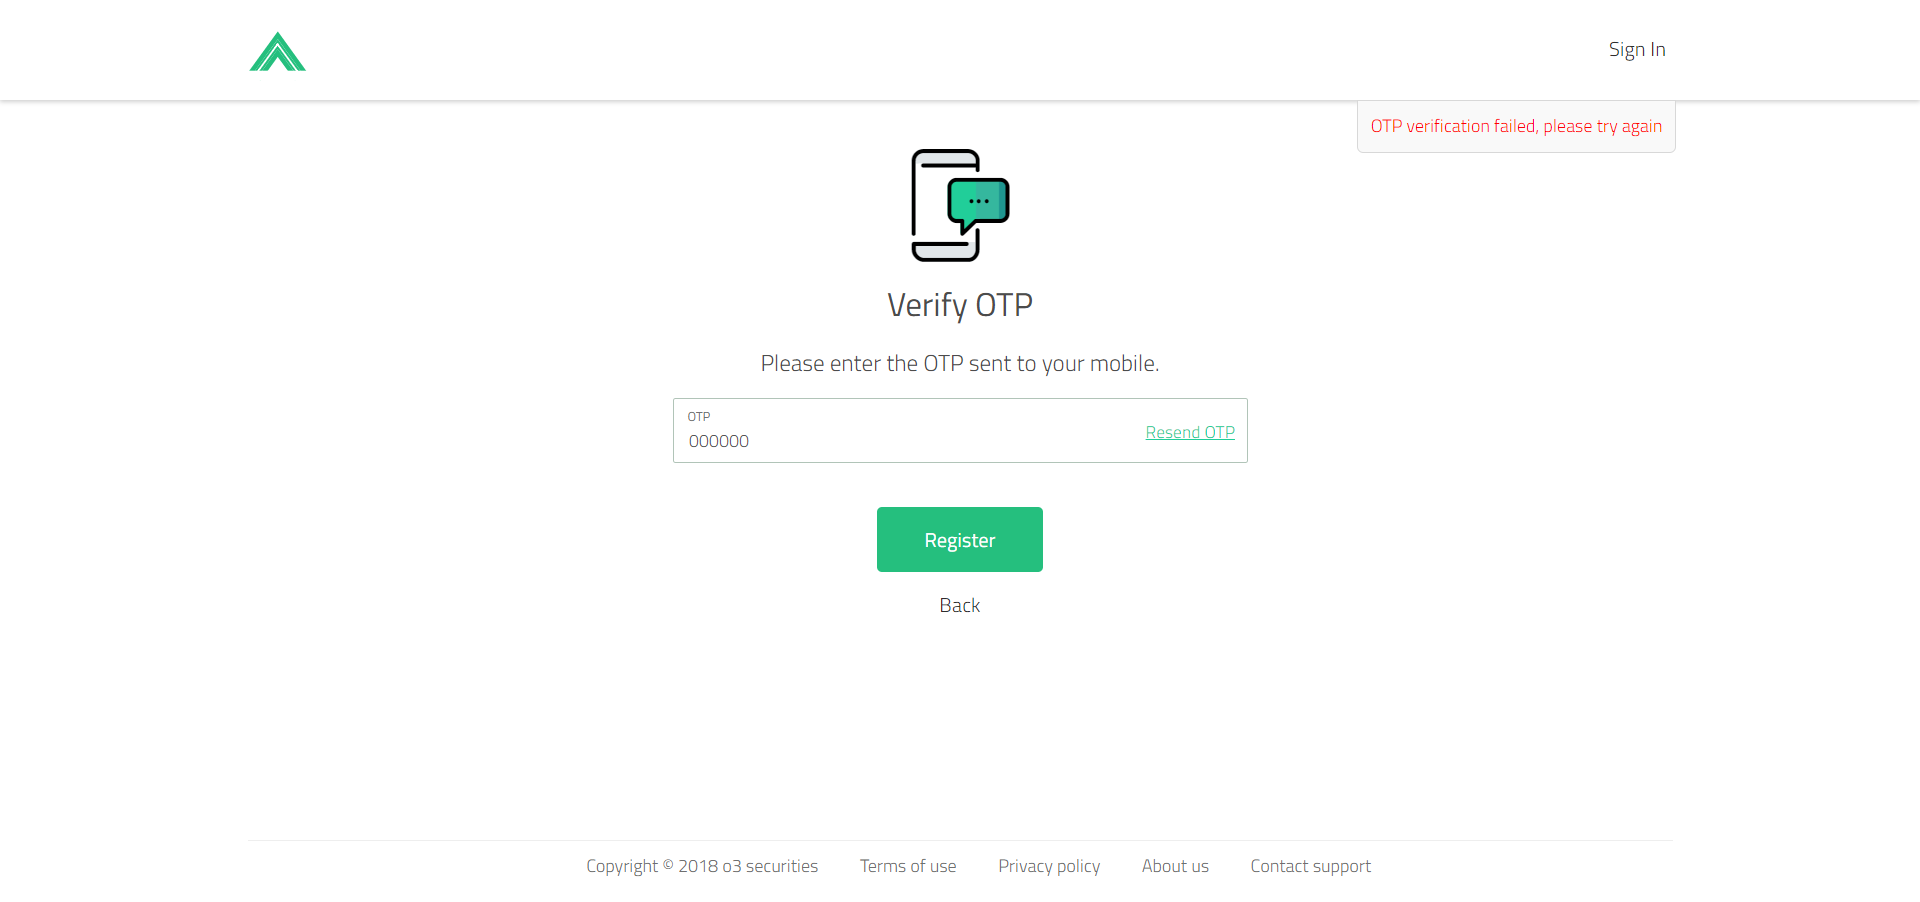 Sign In
OTP verification failed, please try again
Verify OTP
Please enter the OTP sent to your mobile.
OTP
000000
Resend OTP
Register
Back
Copyright © 2018 o3 securities Terms of use Privacy policy About us Contact support